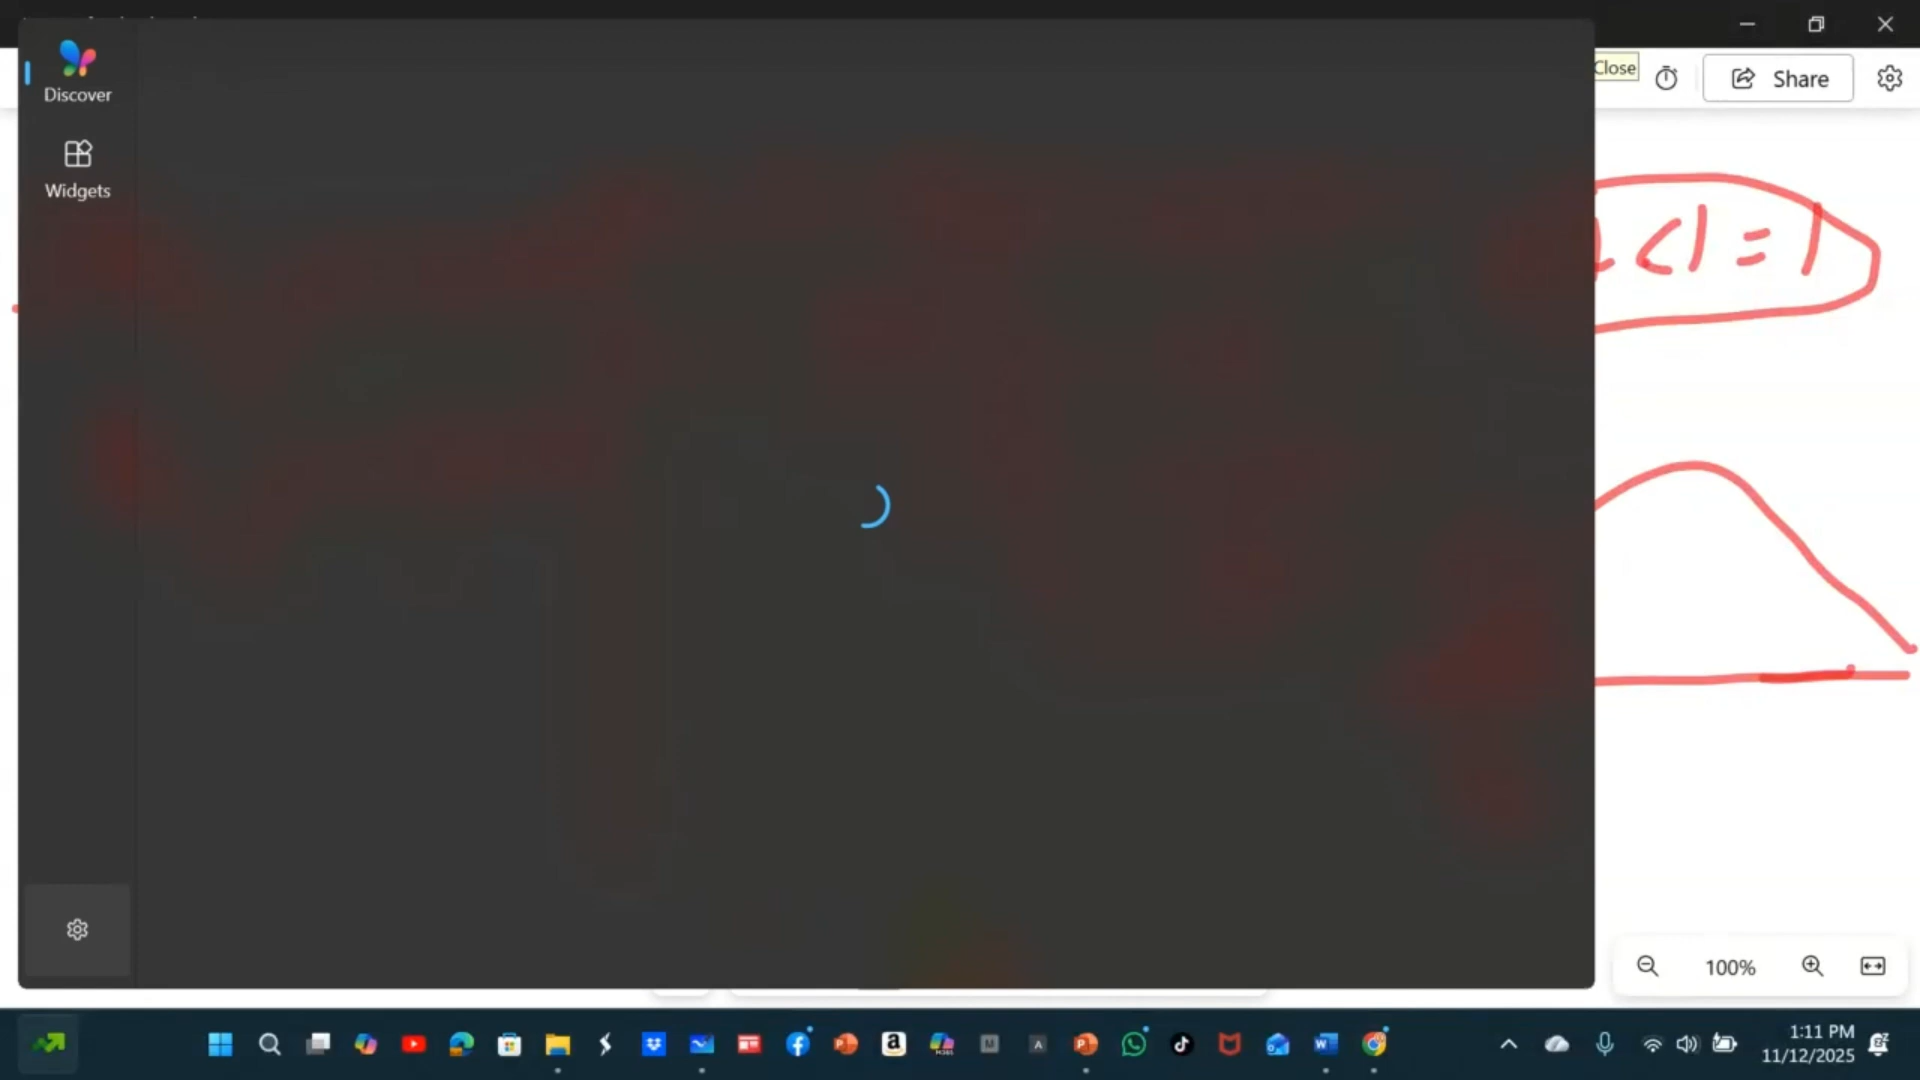 Discover
Widgets
Close
Share
< 1 = 1
100%
1:11 PM
11/12/2025